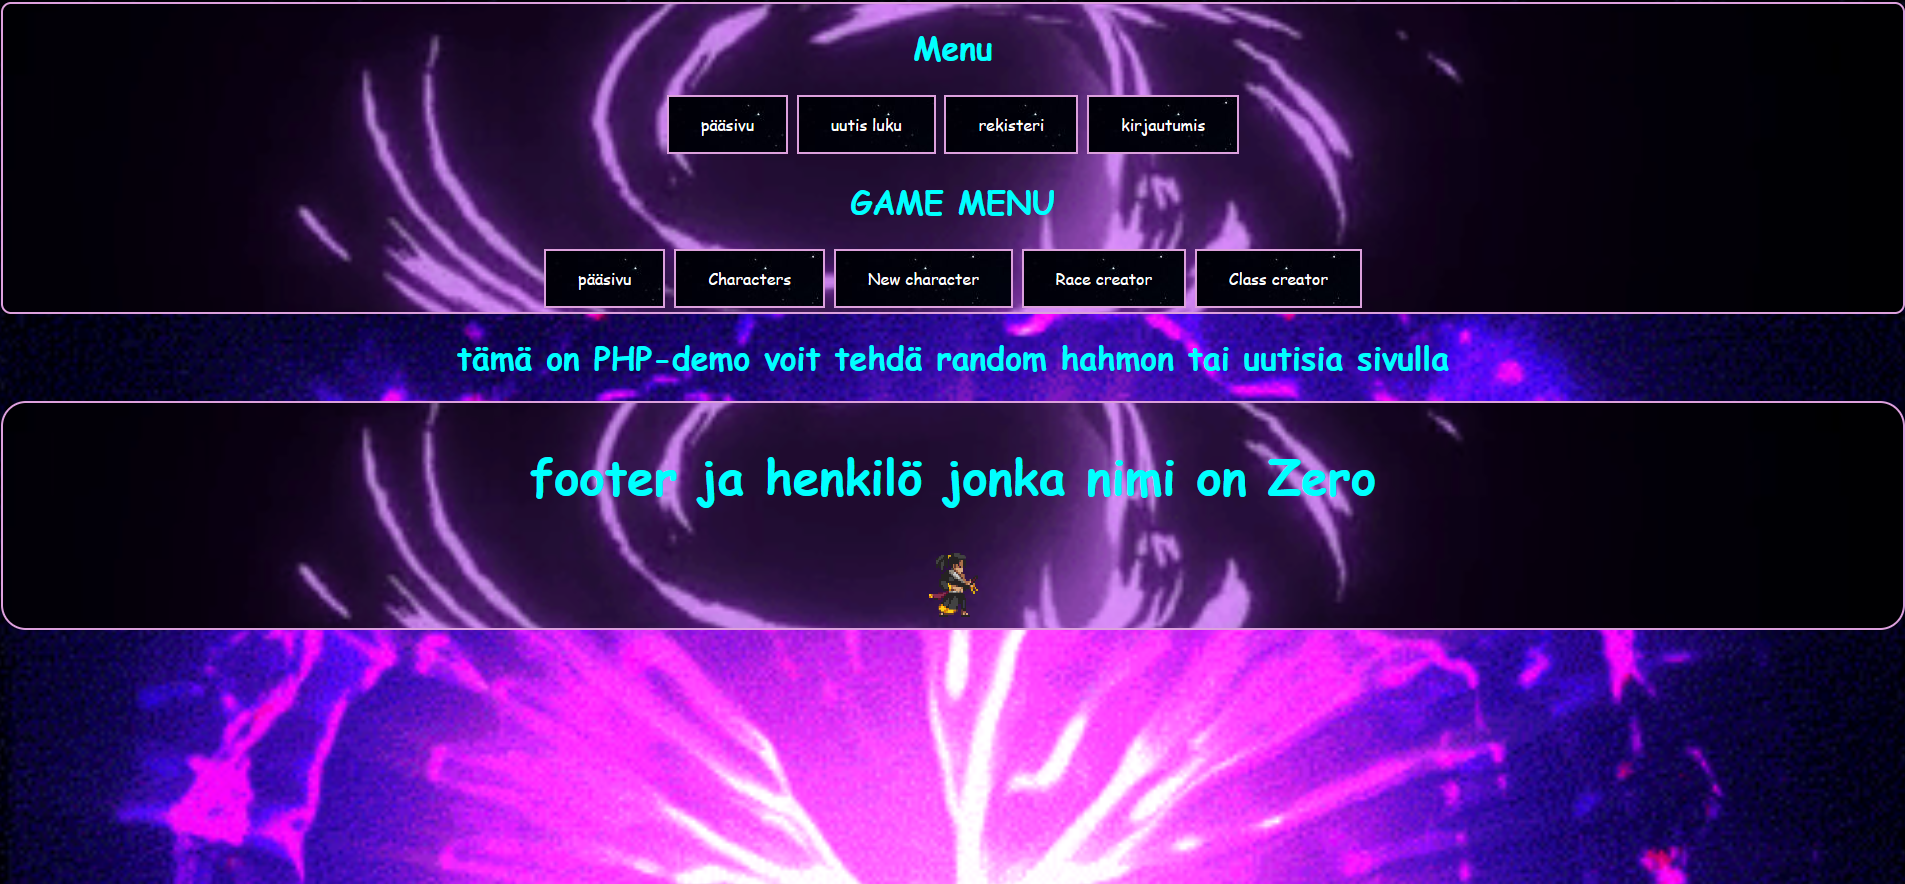 Menu
pääsivu uutis luku rekisteri kirjautumis
GAME MENU
pääsivu Characters New character Race creator Class creator
tämä on PHP-demo voit tehdä random hahmon tai uutisia sivulla
footer ja henkilö jonka nimi on Zero